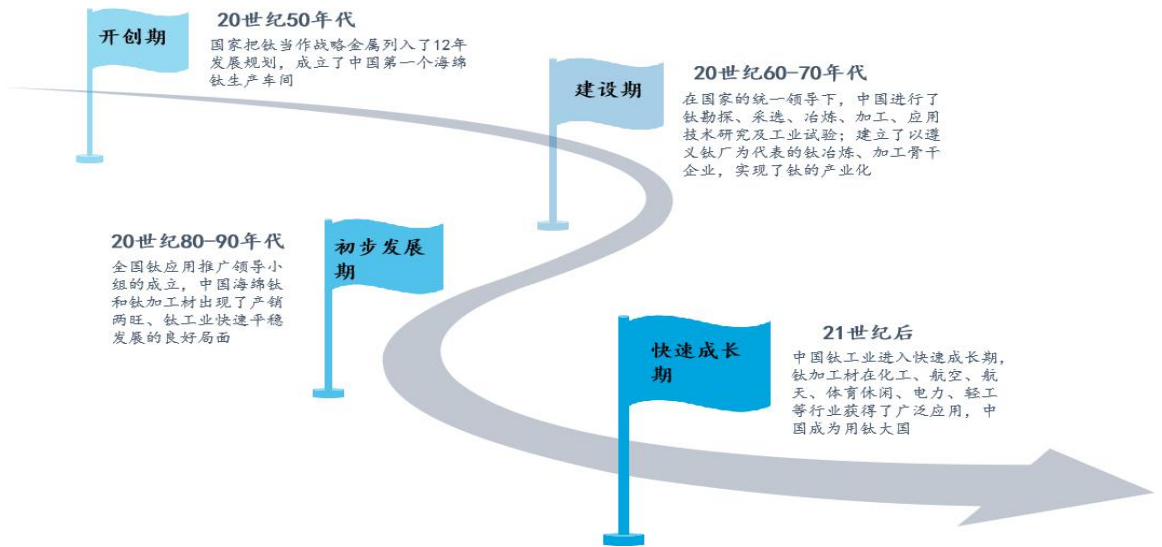 开创期
20世纪50年代
国家把钛当作战略金属列入了12年
发展规划，成立了中国第一个海绵
钛生产车间
建设期
20世纪60-70年代
在国家的统一领导下，中国进行了
钛勘探、采选、冶炼、加工、应用
技术研究及工业试验；建立了以遵
义钛厂为代表的钛冶炼、加工骨干
企业，实现了钛的产业化
初步发展
期
20世纪80-90年代
全国钛应用推广领导小
组的成立，中国海绵钛
和钛加工材出现了产销
两旺、钛工业快速平稳
发展的良好局面
快速成长
期
21世纪后
中国钛工业进入快速成长期，
钛加工材在化工、航空、航
天、体育休闲、电力、轻工
等行业获得了广泛应用，中
国成为用钛大国